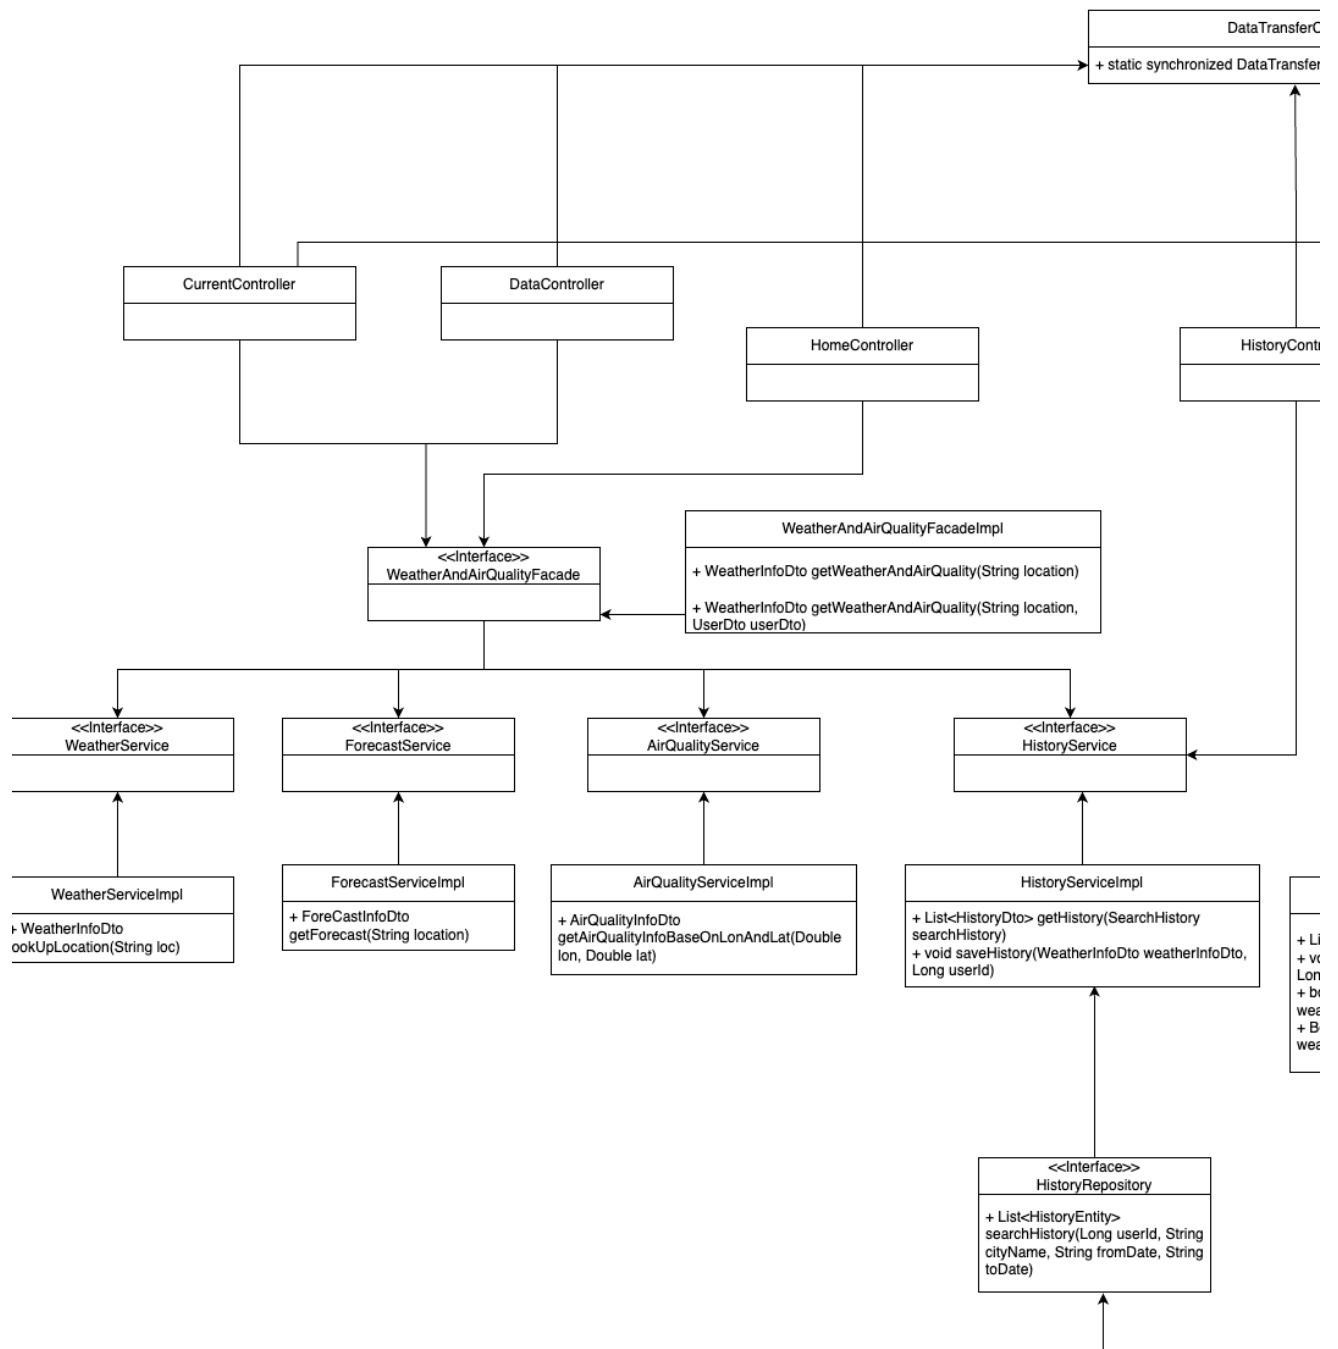 DataTransfer
+ static synchronized DataTransfer
CurrentController
DataController
HomeController
WeatherAndAirQualityFacadeImpl
+ WeatherInfoDto getWeatherAndAirQuality(String location)
+ WeatherInfoDto getWeatherAndAirQuality(String location,
UserDto userDto)
<<Interface>>
WeatherAndAirQualityFacade
<<Interface>>
WeatherService
<<Interface>>
ForecastService
<<Interface>>
AirQualityService
<<Interface>>
HistoryService
WeatherServiceImpl
+ WeatherInfoDto
ookUpLocation(String loc)
ForecastServiceImpl
+ ForeCastInfoDto
getForecast(String location)
AirQualityServiceImpl
+ AirQualityInfoDto
getAirQualityInfoBaseOnLonAndLat(Double
lon, Double lat)
HistoryServiceImpl
+ List<HistoryDto> getHistory(SearchHistory
searchHistory)
+ void saveHistory(WeatherInfoDto weatherInfoDto,
Long userId)
<<Interface>>
HistoryRepository
+ List<HistoryEntity>
searchHistory(Long userId, String
cityName, String fromDate, String
toDate)